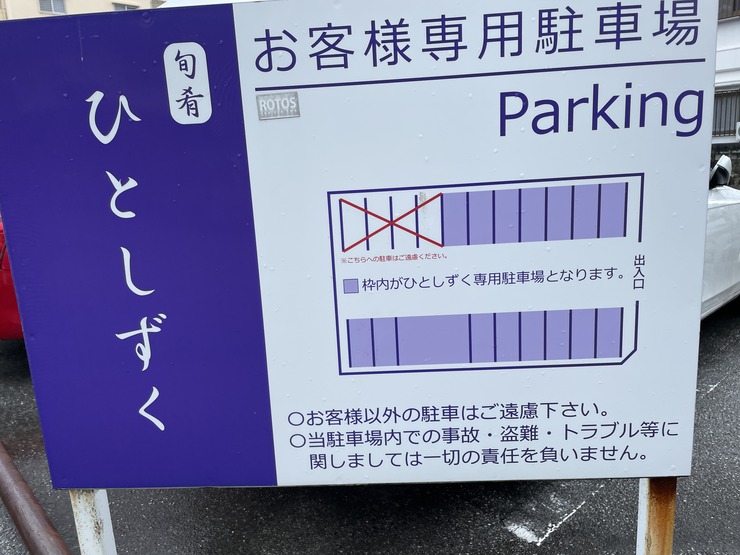 旬肴
ひとしずく
お客様専用駐車場
ROTOS
Parking
※こちらへの駐車はご遠慮ください。
枠内がひとしずく専用駐車場となります。
出入口
○お客様以外の駐車はご遠慮下さい。
○当駐車場内での事故・盗難・トラブル等に
関しましては一切の責任を負いません。